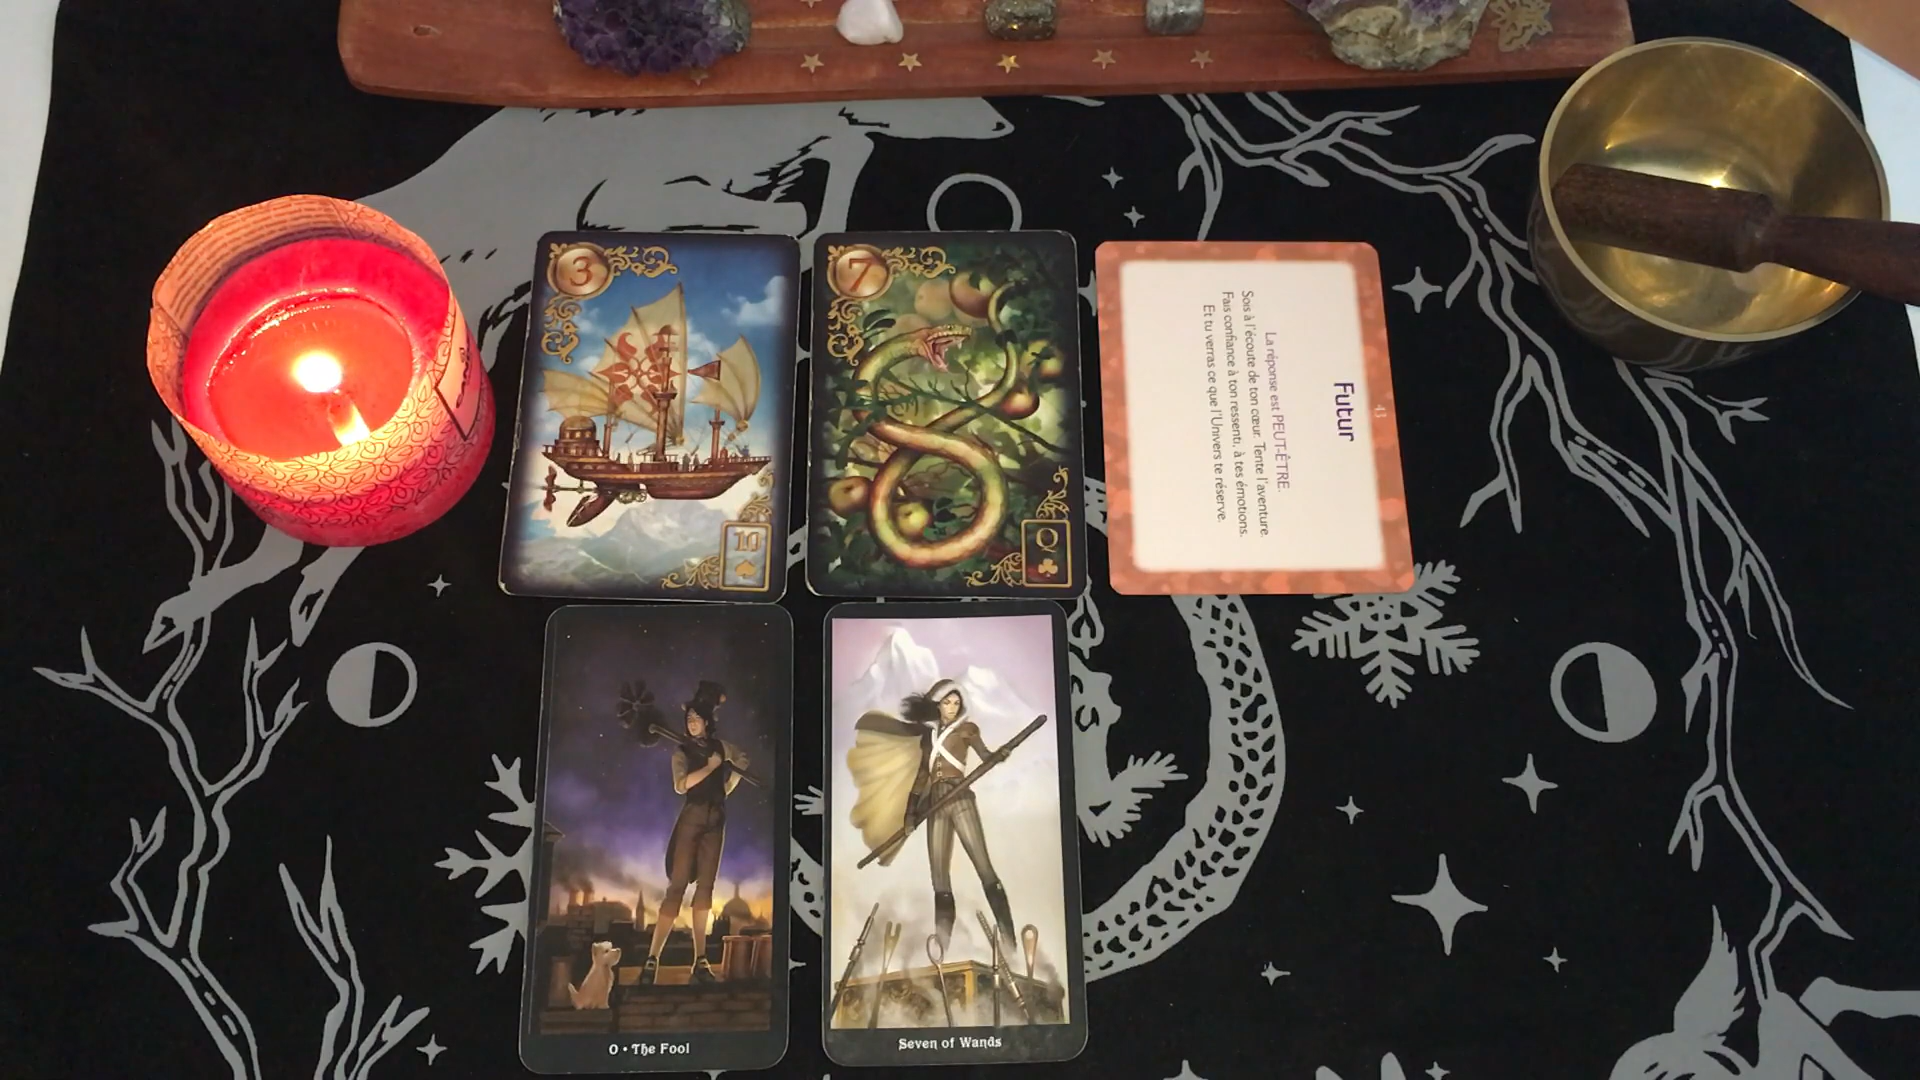 3
10
7
Q
43
Futur
La réponse est PEUT-ÊTRE.
Sois à l'écoute de ton cœur. Tente l'aventure.
Fais confiance à ton ressenti, à tes émotions.
Et tu verras ce que l'Univers te réserve.
0 • The Fool
Seven of Wands